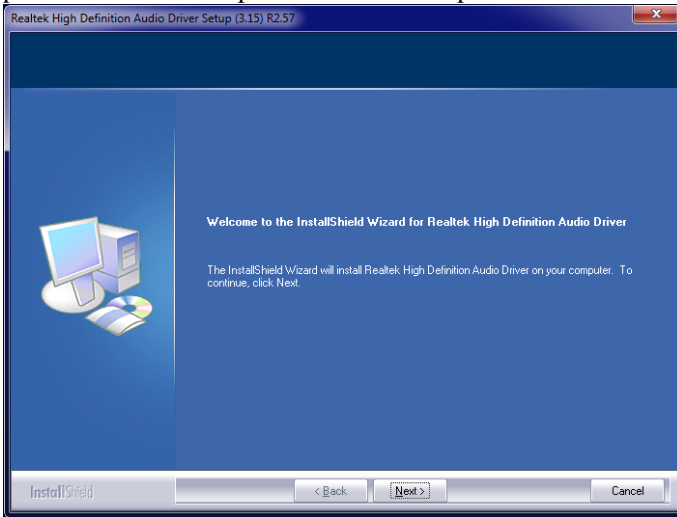 Realtek High Definition Audio Driver Setup (3.15) R2.57
Welcome to the InstallShield Wizard for Realtek High Definition Audio Driver
The InstallShield Wizard will install Realtek High Definition Audio Driver on your computer. To
continue, click Next.
InstallShield
< Back
Next >
Cancel